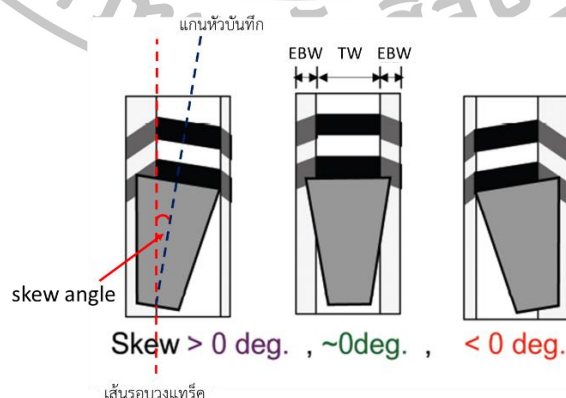 แกนหัวบันทึก
EBW TW EBW
skew angle
Skew > 0 deg. , ~0deg. , < 0 deg.
เส้นรอบวงแทร็ค